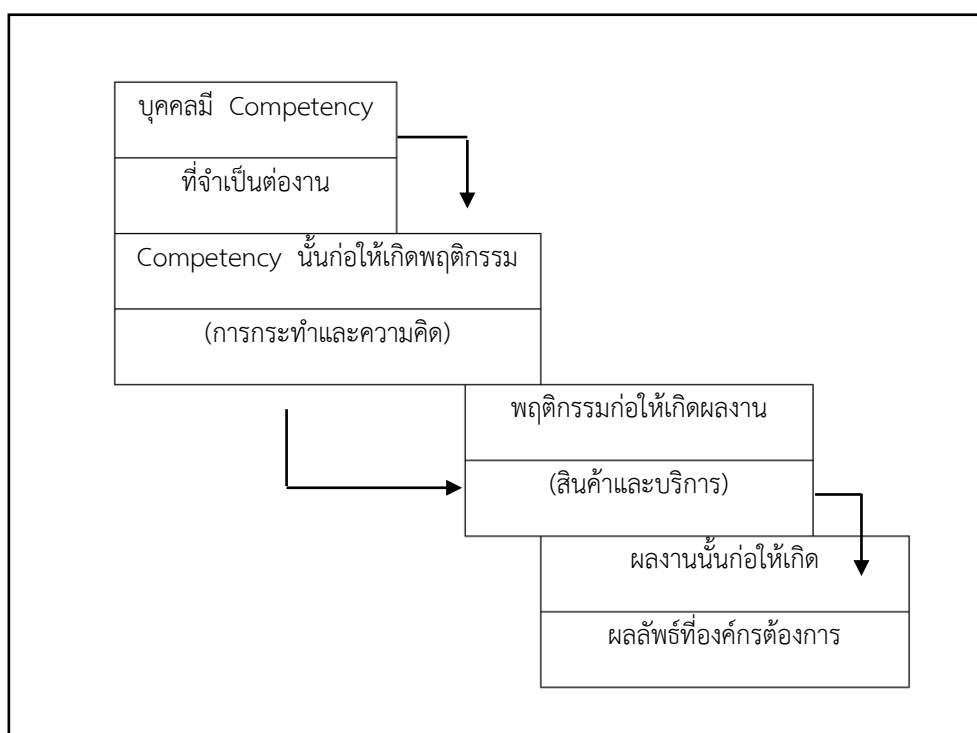 บุคคลมี Competency
ที่จำเป็นต่องาน
Competency นั้นก่อให้เกิดพฤติกรรม
(การกระทำและความคิด)
พฤติกรรมก่อให้เกิดผลงาน
(สินค้าและบริการ)
ผลงานนั้นก่อให้เกิด
ผลลัพธ์ที่องค์กรต้องการ